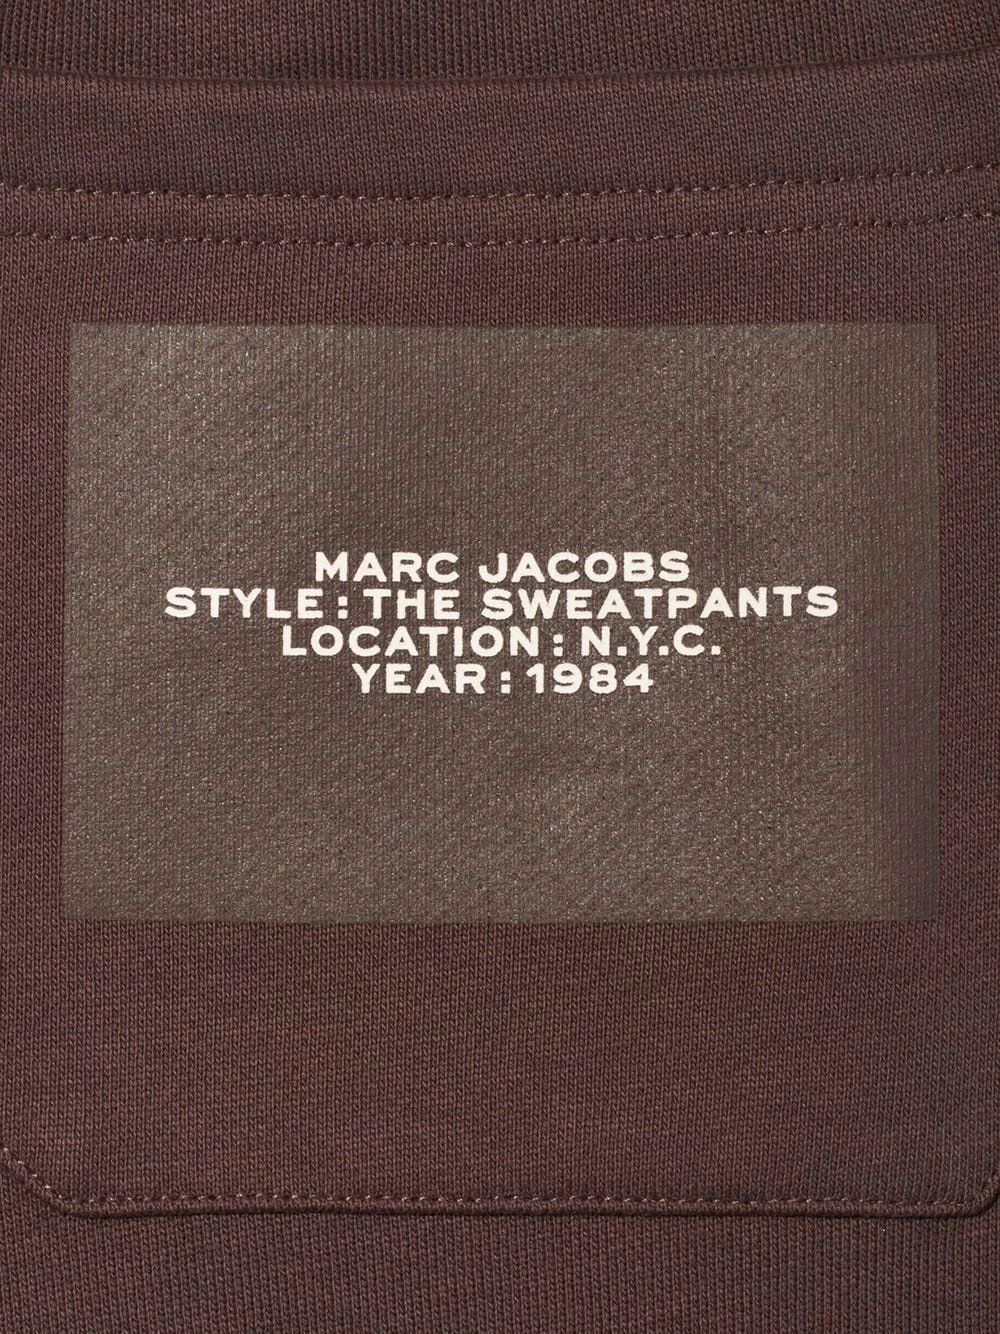 MARC JACOBS
STYLE : THE SWEATPANTS
LOCATION : N.Y.C.
YEAR : 1984